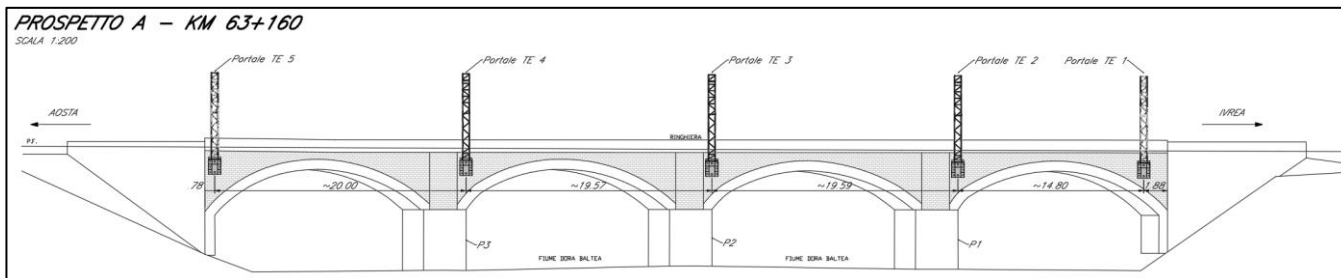 PROSPETTO A - KM 63+160
SCALA 1:200
Portale TE 5
Portale TE 4
Portale TE 3
Portale TE 2
Portale TE 1
AOSTA
IVREA
P.F.
RINGHIERA
.78
~20.00
~19.57
~19.59
~14.80
1.88
P3
P2
P1
FIUME DORA BALTEA
FIUME DORA BALTEA